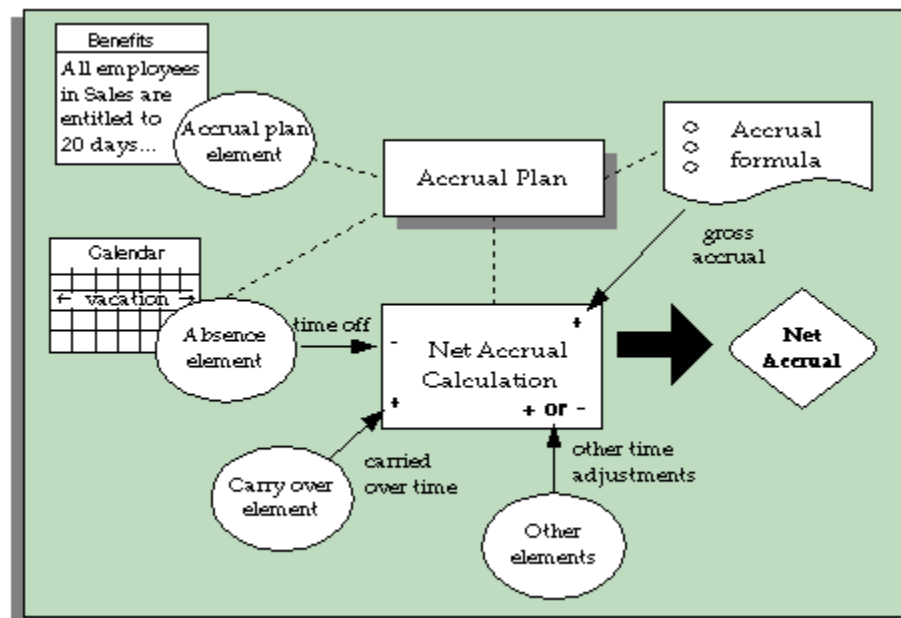 Benefits
All employees
in Sales are
entitled to
20 days...
Accrual plan
element
Accrual Plan
Accrual
formula
gross
accrual
Calendar
← vacation →
Absence
element
time off
-
+
Net Accrual
Calculation
+
+ or -
Net
Accrual
carried
over time
Carry over
element
other time
adjustments
Other
elements